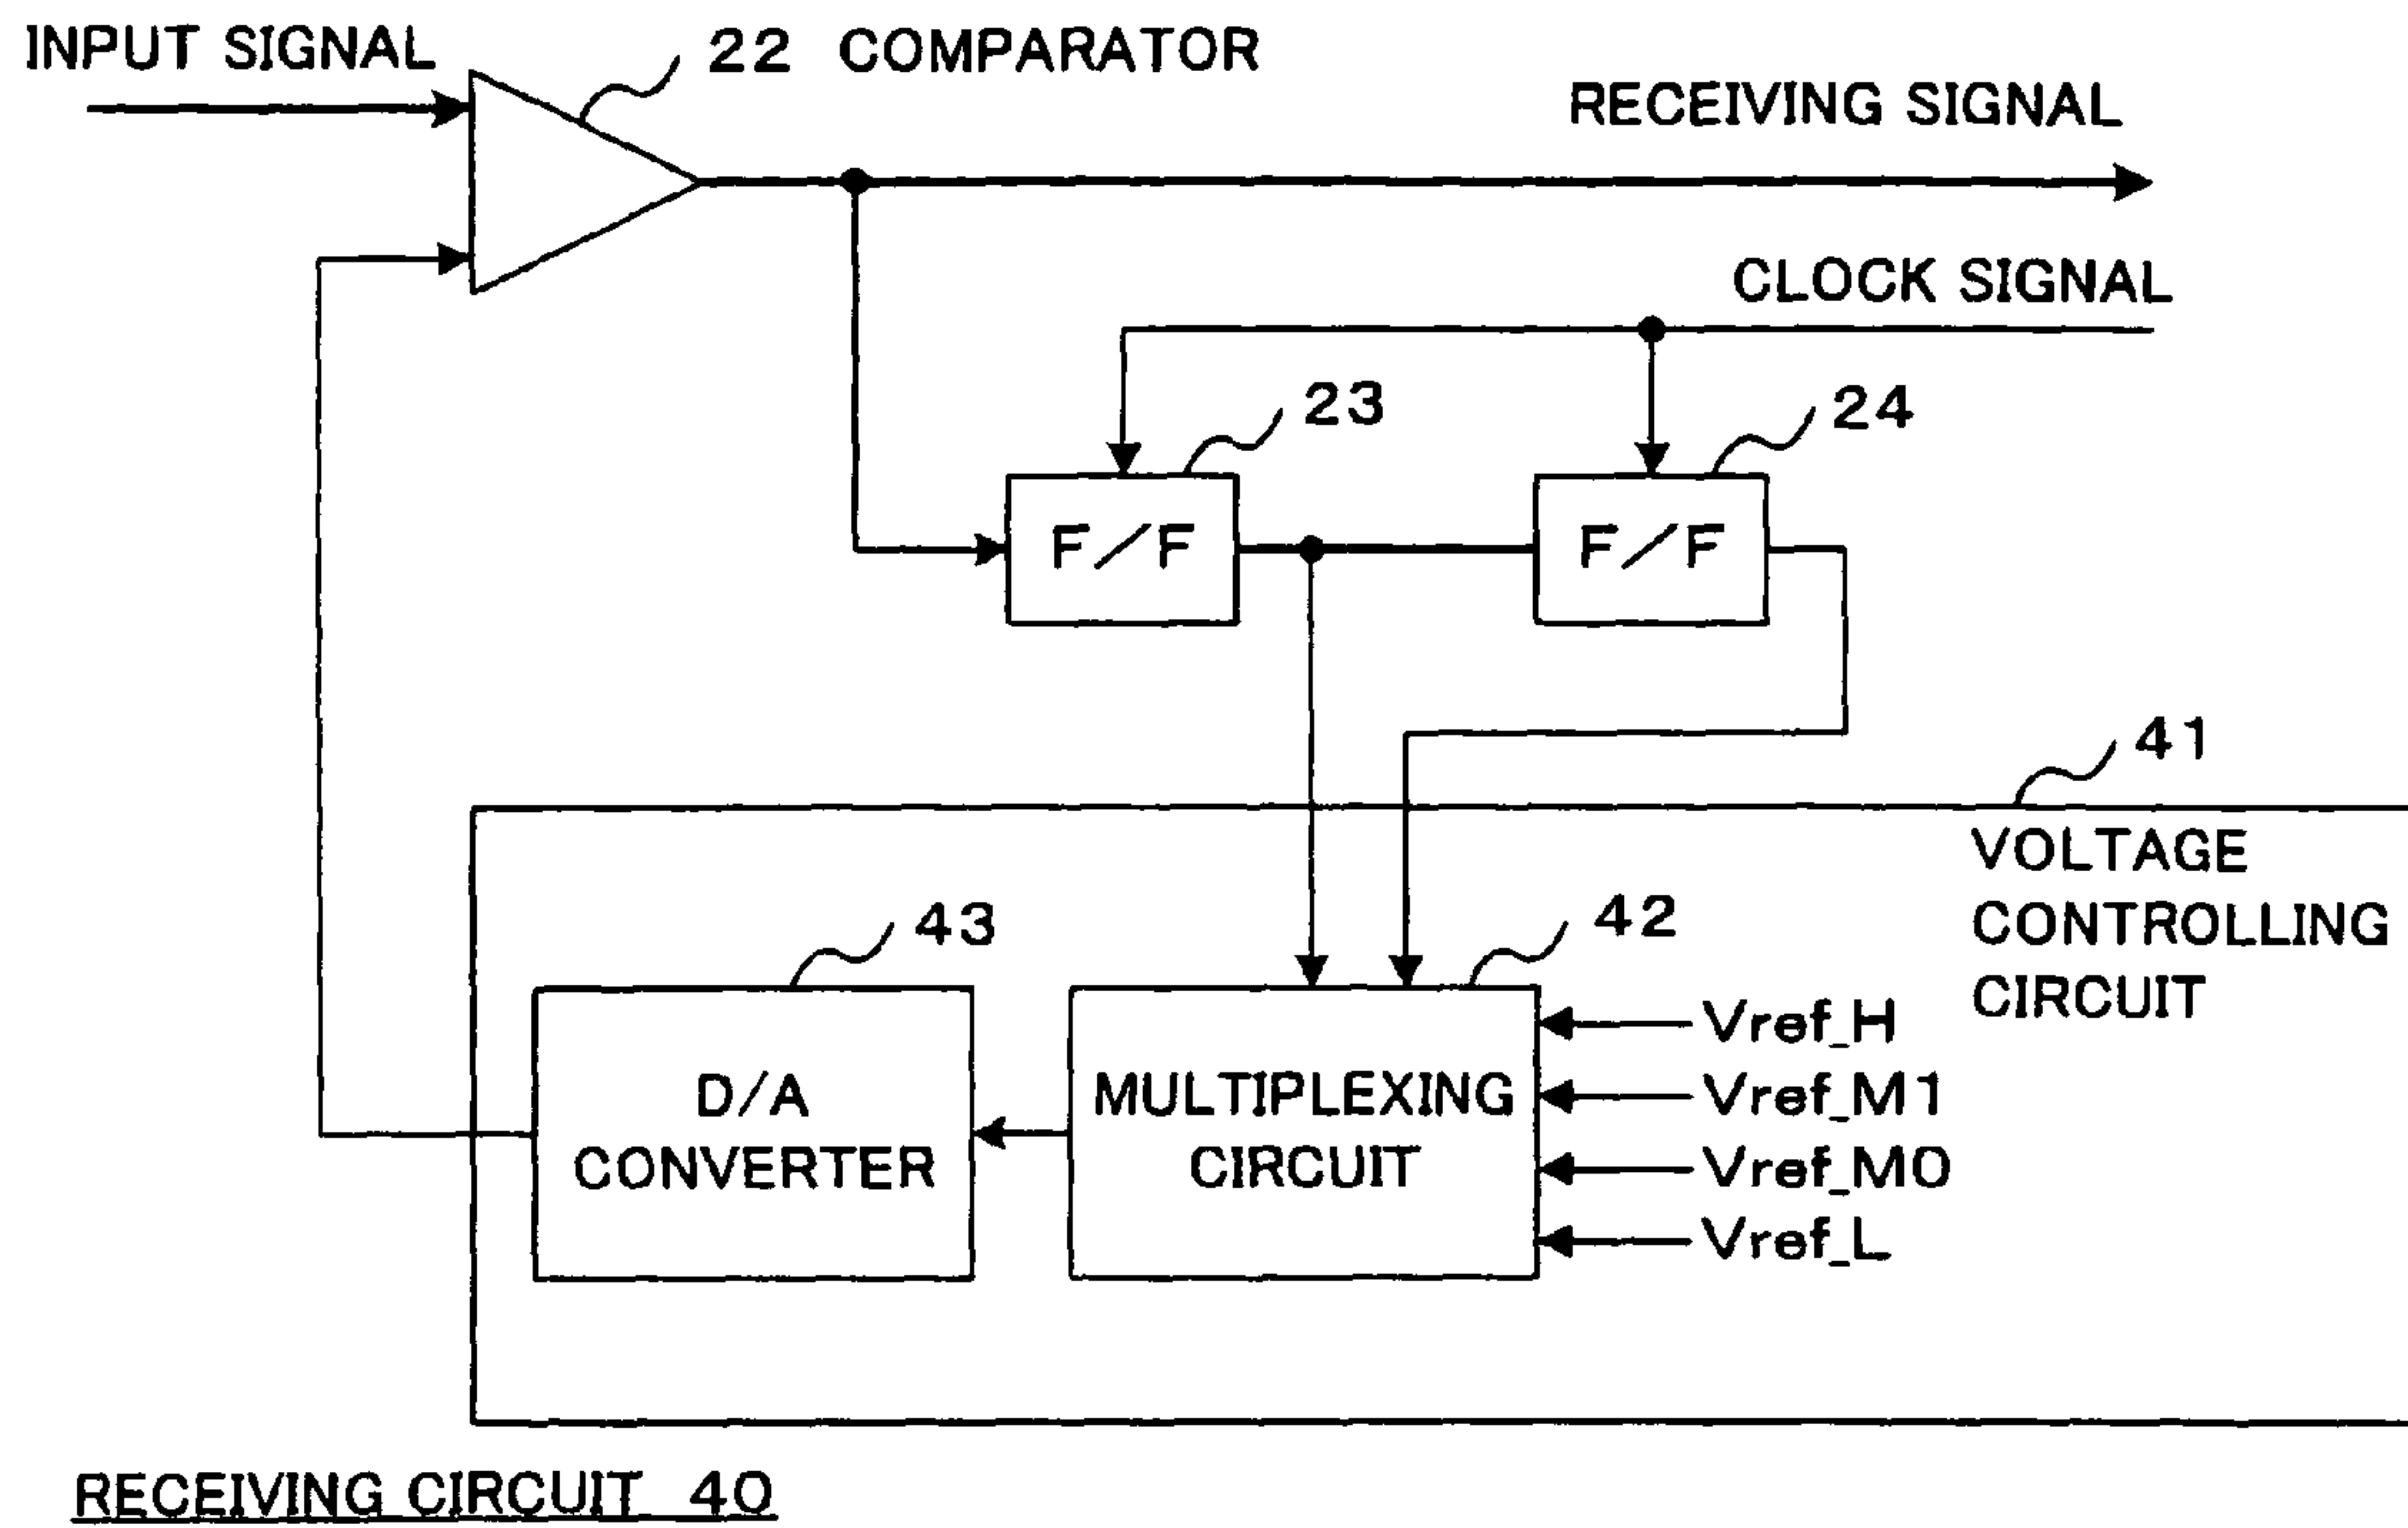 INPUT SIGNAL
22 COMPARATOR
RECEIVING SIGNAL
CLOCK SIGNAL
23
24
F/F
F/F
41
VOLTAGE
CONTROLLING
CIRCUIT
43
42
D/A
CONVERTER
MULTIPLEXING
CIRCUIT
Vref_H
Vref_M1
Vref_M0
Vref_L
RECEIVING CIRCUIT 40